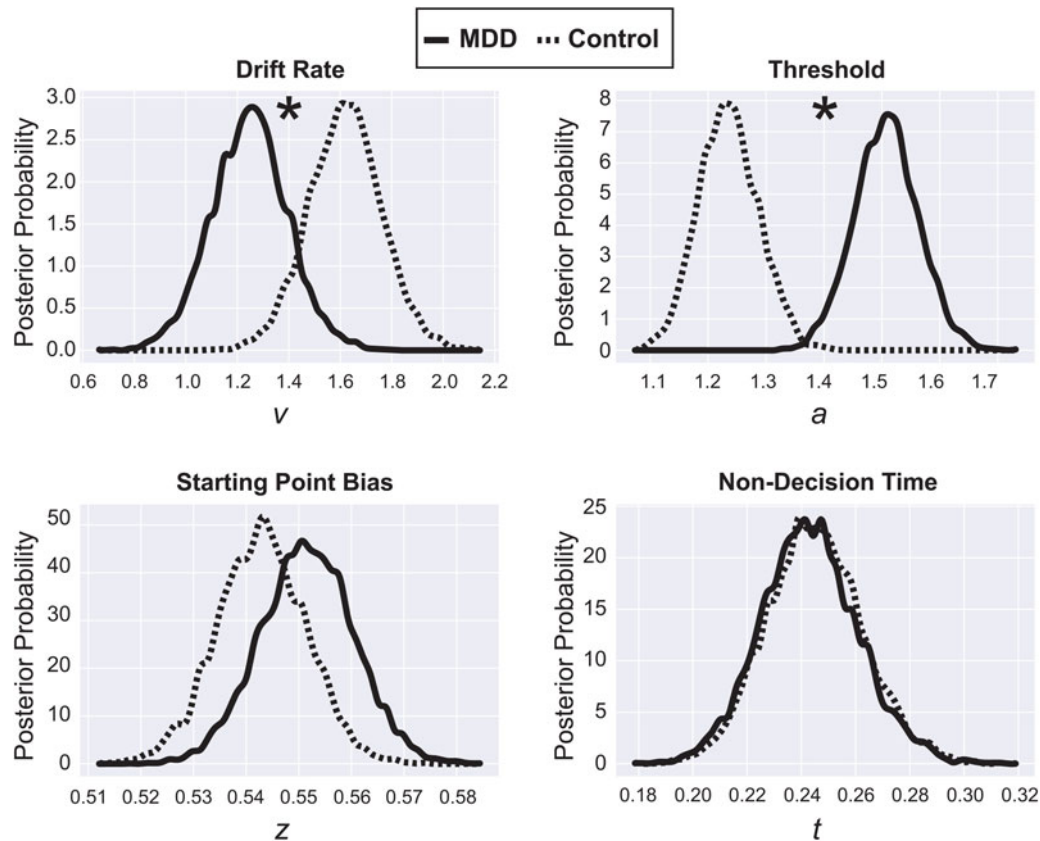 MDD Control
Drift Rate
Posterior Probability
3.0
2.5
2.0
1.5
1.0
0.5
0.0
0.6 0.8 1.0 1.2 1.4 1.6 1.8 2.0 2.2
*
v
Threshold
Posterior Probability
8
7
6
5
4
3
2
1
0
1.1 1.2 1.3 1.4 1.5 1.6 1.7
*
a
Starting Point Bias
Posterior Probability
50
40
30
20
10
0
0.51 0.52 0.53 0.54 0.55 0.56 0.57 0.58
z
Non-Decision Time
Posterior Probability
25
20
15
10
5
0
0.18 0.20 0.22 0.24 0.26 0.28 0.30 0.32
t